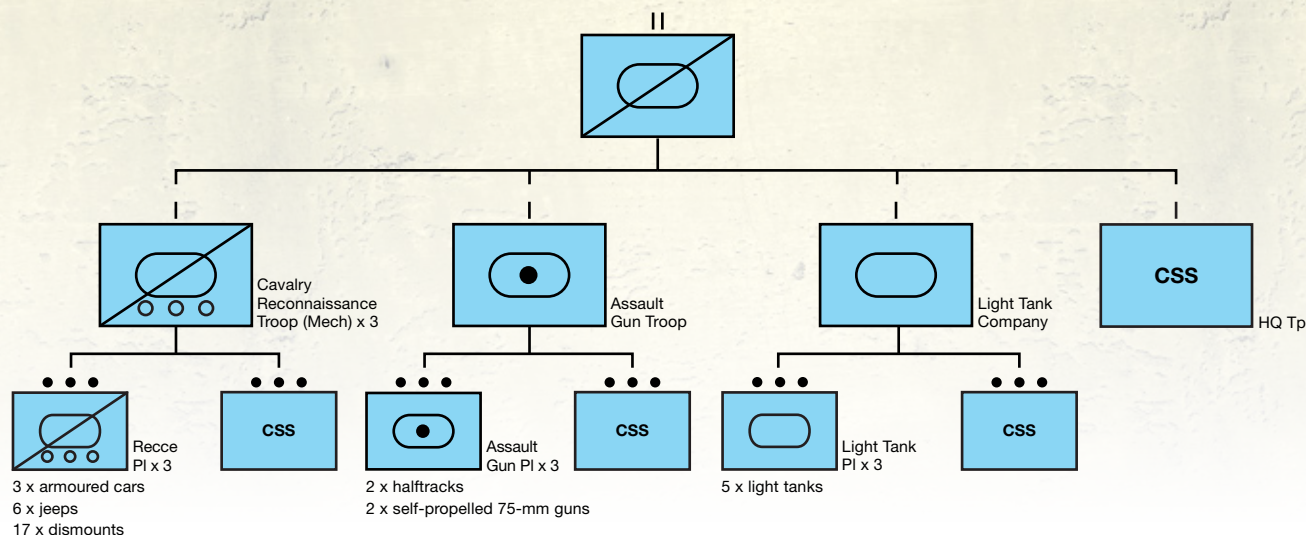 Cavalry
Reconnaissance
Troop (Mech) x 3
Assault
Gun Troop
Light Tank
Company
CSS
HQ Tp
Recce
Pl x 3
3 x armoured cars
6 x jeeps
17 x dismounts
CSS
Assault
Gun Pl x 3
2 x halftracks
2 x self-propelled 75-mm guns
CSS
Light Tank
Pl x 3
5 x light tanks
CSS